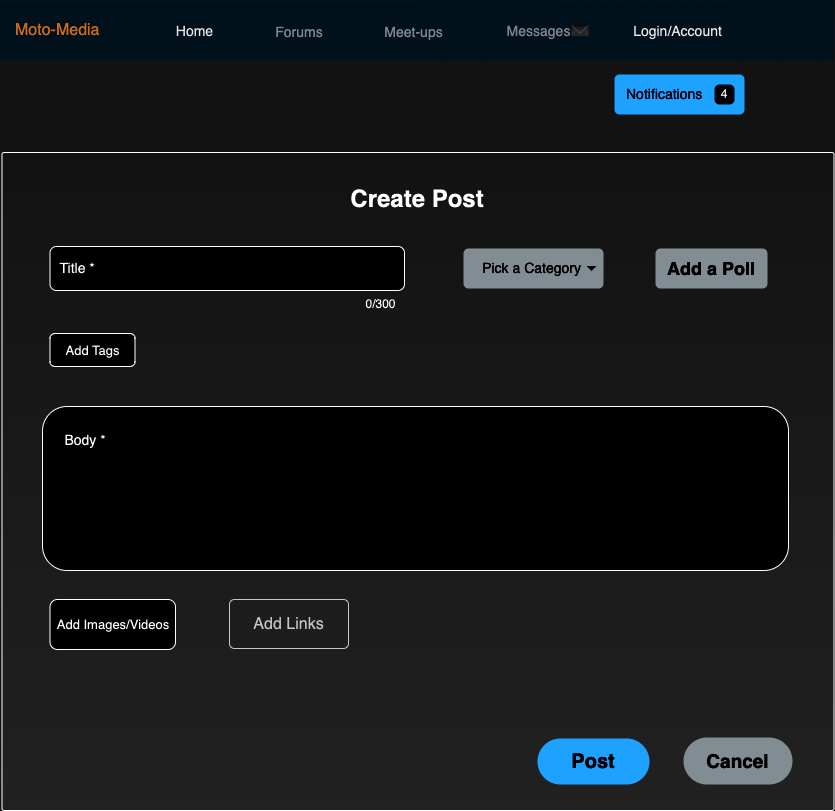 Moto-Media Home Forums Meet-ups Messages Login/Account
Notifications 4
Create Post
Title * Pick a Category Add a Poll
0/300
Add Tags
Body *
Add Images/Videos Add Links
Post Cancel